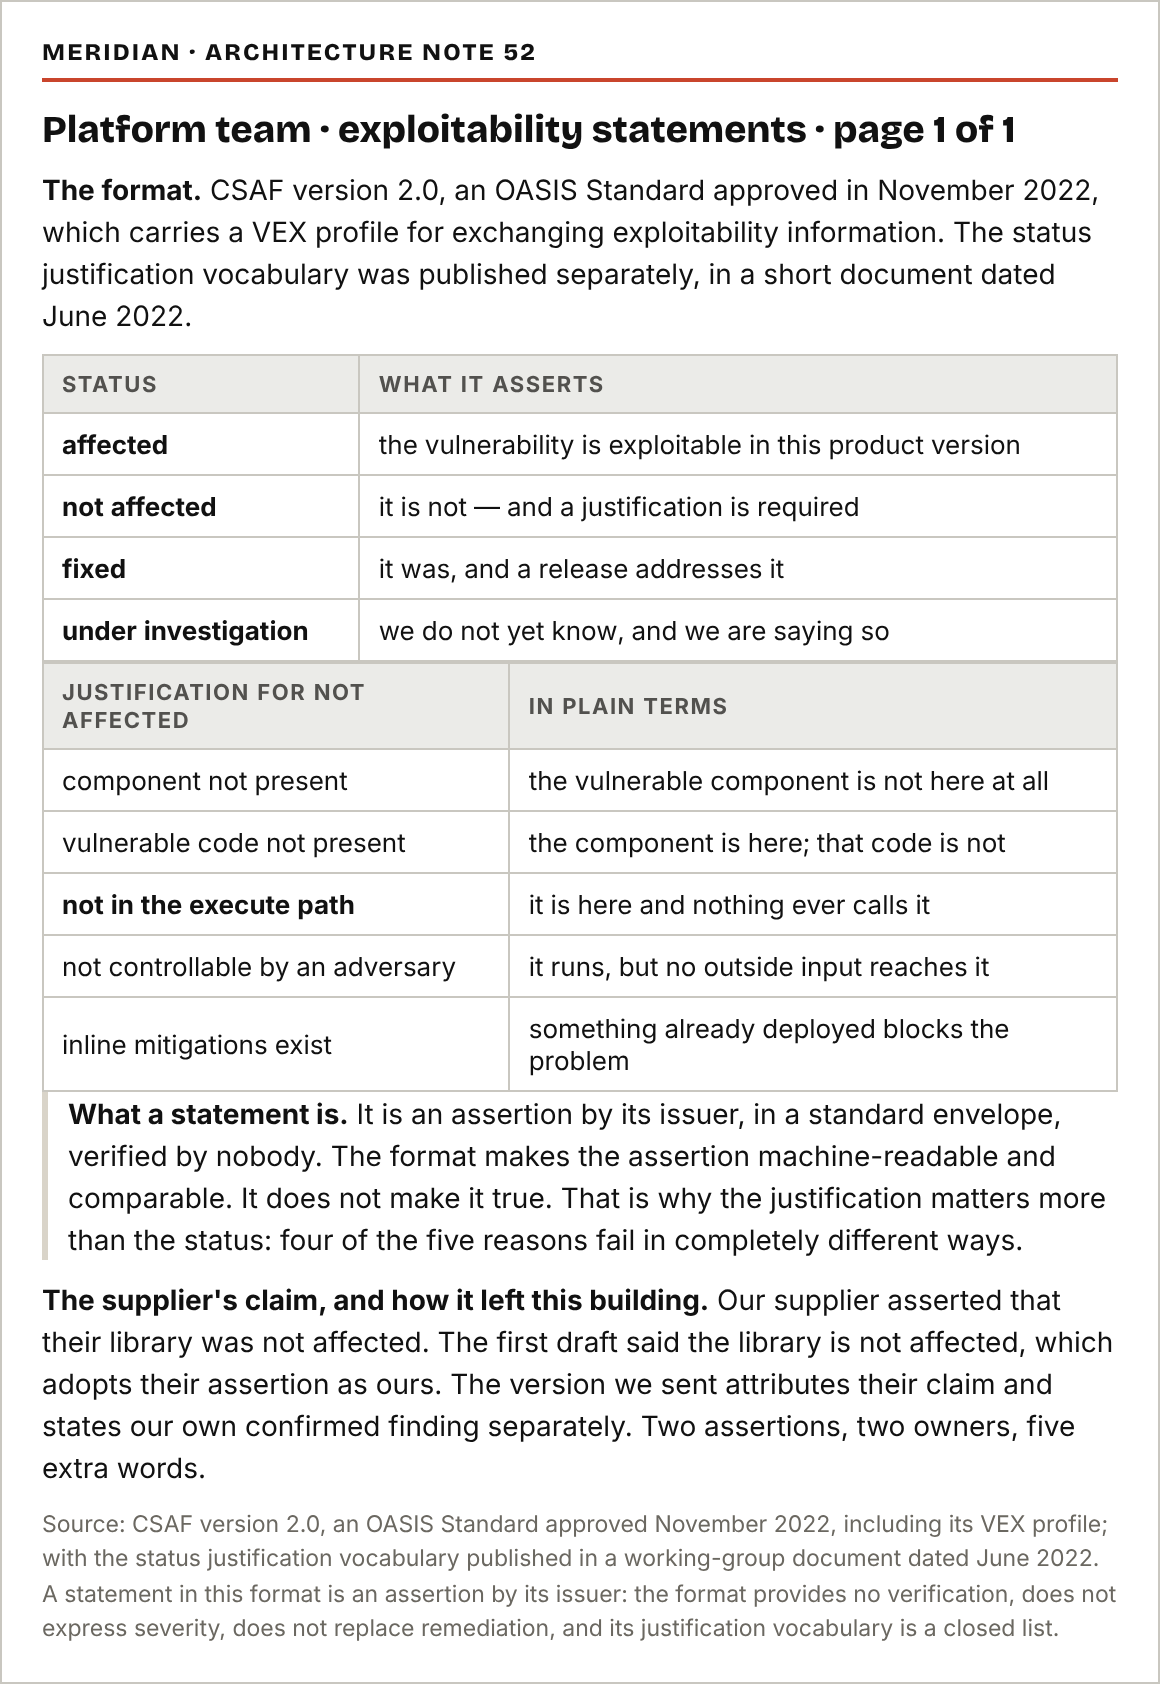 MERIDIAN · ARCHITECTURE NOTE 52
Platform team · exploitability statements · page 1 of 1
The format. CSAF version 2.0, an OASIS Standard approved in November 2022,
which carries a VEX profile for exchanging exploitability information. The status
justification vocabulary was published separately, in a short document dated
June 2022.
STATUS WHAT IT ASSERTS
affected the vulnerability is exploitable in this product version
not affected it is not — and a justification is required
fixed it was, and a release addresses it
under investigation we do not yet know, and we are saying so
JUSTIFICATION FOR NOT
AFFECTED
IN PLAIN TERMS
component not present the vulnerable component is not here at all
vulnerable code not present the component is here; that code is not
not in the execute path it is here and nothing ever calls it
not controllable by an adversary it runs, but no outside input reaches it
inline mitigations exist
something already deployed blocks the
problem
What a statement is. It is an assertion by its issuer, in a standard envelope,
verified by nobody. The format makes the assertion machine-readable and
comparable. It does not make it true. That is why the justification matters more
than the status: four of the five reasons fail in completely different ways.
The supplier's claim, and how it left this building. Our supplier asserted that
their library was not affected. The first draft said the library is not affected, which
adopts their assertion as ours. The version we sent attributes their claim and
states our own confirmed finding separately. Two assertions, two owners, five
extra words.
Source: CSAF version 2.0, an OASIS Standard approved November 2022, including its VEX profile;
with the status justification vocabulary published in a working-group document dated June 2022.
A statement in this format is an assertion by its issuer: the format provides no verification, does not
express severity, does not replace remediation, and its justification vocabulary is a closed list.